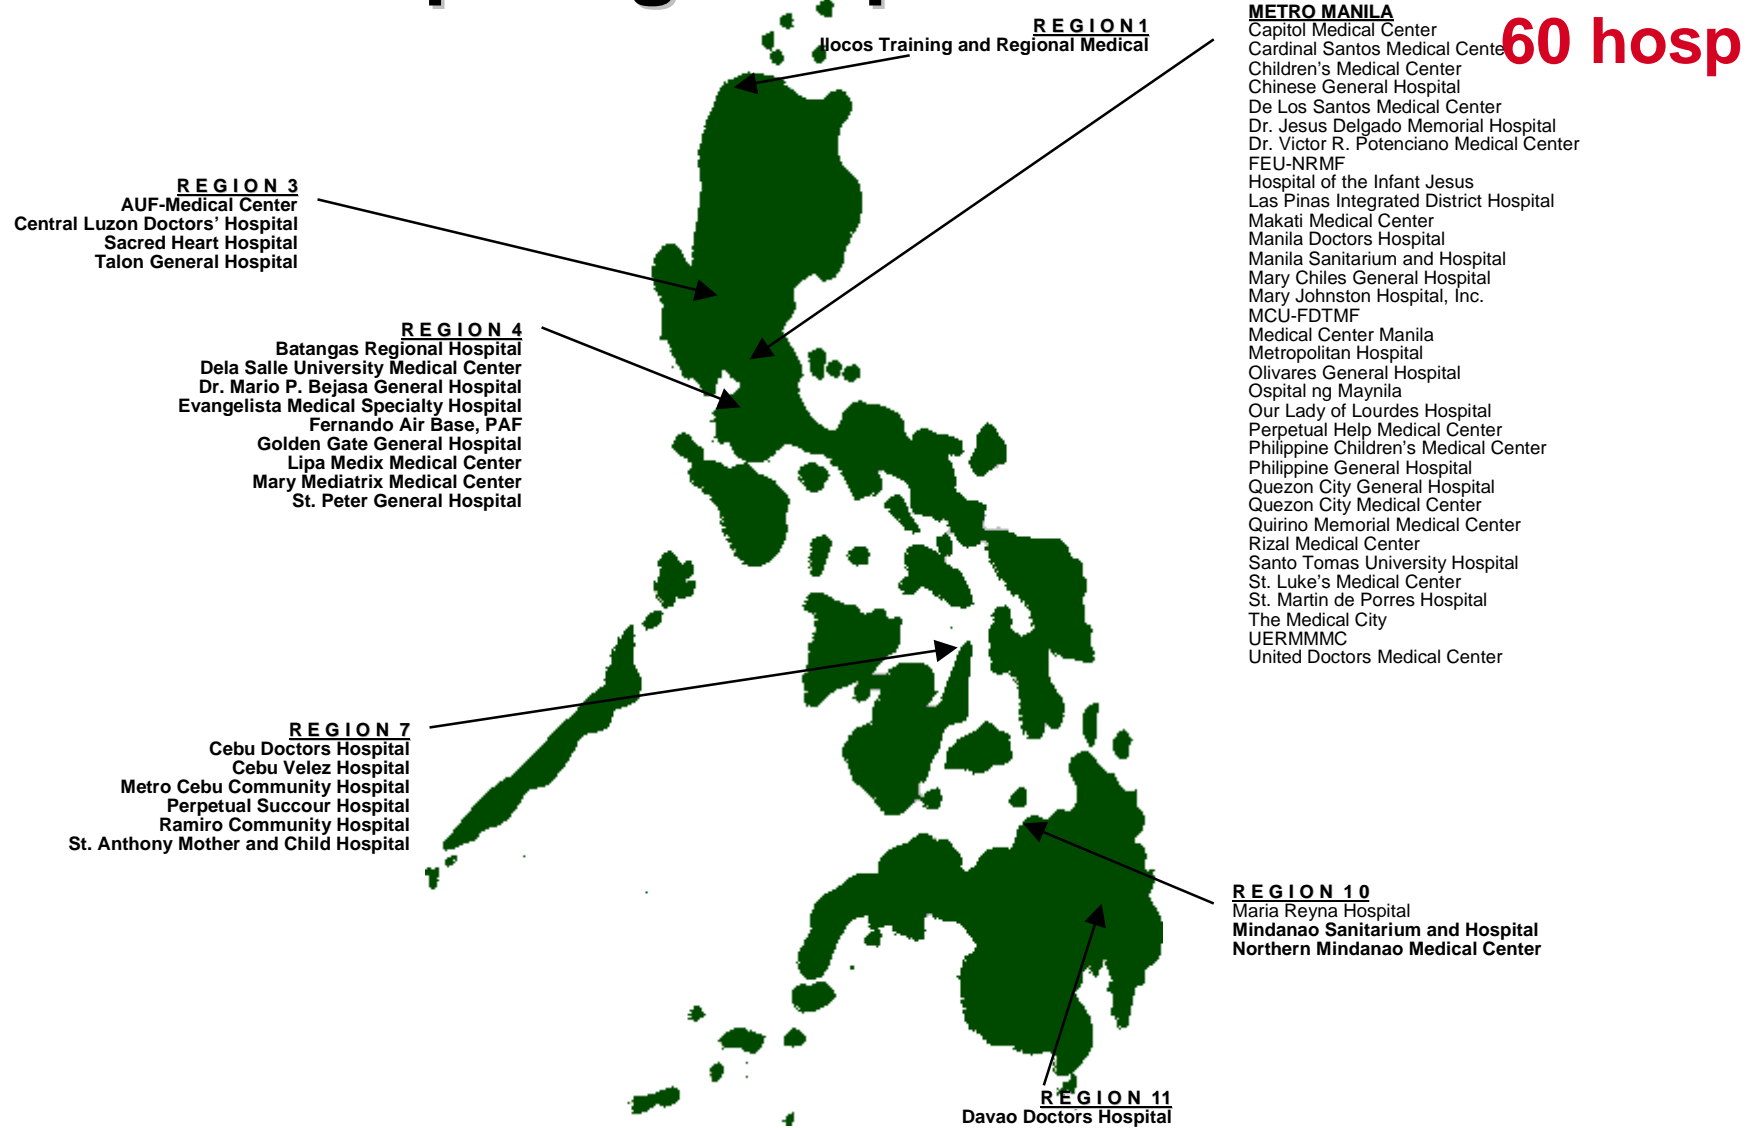 REGION 1
Ilocos Training and Regional Medical
METRO MANILA
Capitol Medical Center
Cardinal Santos Medical Cente
60 hosp
Children's Medical Center
Chinese General Hospital
De Los Santos Medical Center
Dr. Jesus Delgado Memorial Hospital
Dr. Victor R. Potenciano Medical Center
FEU-NRMF
Hospital of the Infant Jesus
Las Pinas Integrated District Hospital
Makati Medical Center
Manila Doctors Hospital
Manila Sanitarium and Hospital
Mary Chiles General Hospital
Mary Johnston Hospital, Inc.
MCU-FDTMF
Medical Center Manila
Metropolitan Hospital
Olivares General Hospital
Ospital ng Maynila
Our Lady of Lourdes Hospital
Perpetual Help Medical Center
Philippine Children's Medical Center
Philippine General Hospital
Quezon City General Hospital
Quezon City Medical Center
Quirino Memorial Medical Center
Rizal Medical Center
Santo Tomas University Hospital
St. Luke's Medical Center
St. Martin de Porres Hospital
The Medical City
UERMMMC
United Doctors Medical Center
REGION 3
AUF-Medical Center
Central Luzon Doctors' Hospital
Sacred Heart Hospital
Talon General Hospital
REGION 4
Batangas Regional Hospital
Dela Salle University Medical Center
Dr. Mario P. Bejasa General Hospital
Evangelista Medical Specialty Hospital
Fernando Air Base, PAF
Golden Gate General Hospital
Lipa Medix Medical Center
Mary Mediatrix Medical Center
St. Peter General Hospital
REGION 7
Cebu Doctors Hospital
Cebu Velez Hospital
Metro Cebu Community Hospital
Perpetual Succour Hospital
Ramiro Community Hospital
St. Anthony Mother and Child Hospital
REGION 10
Maria Reyna Hospital
Mindanao Sanitarium and Hospital
Northern Mindanao Medical Center
REGION 11
Davao Doctors Hospital